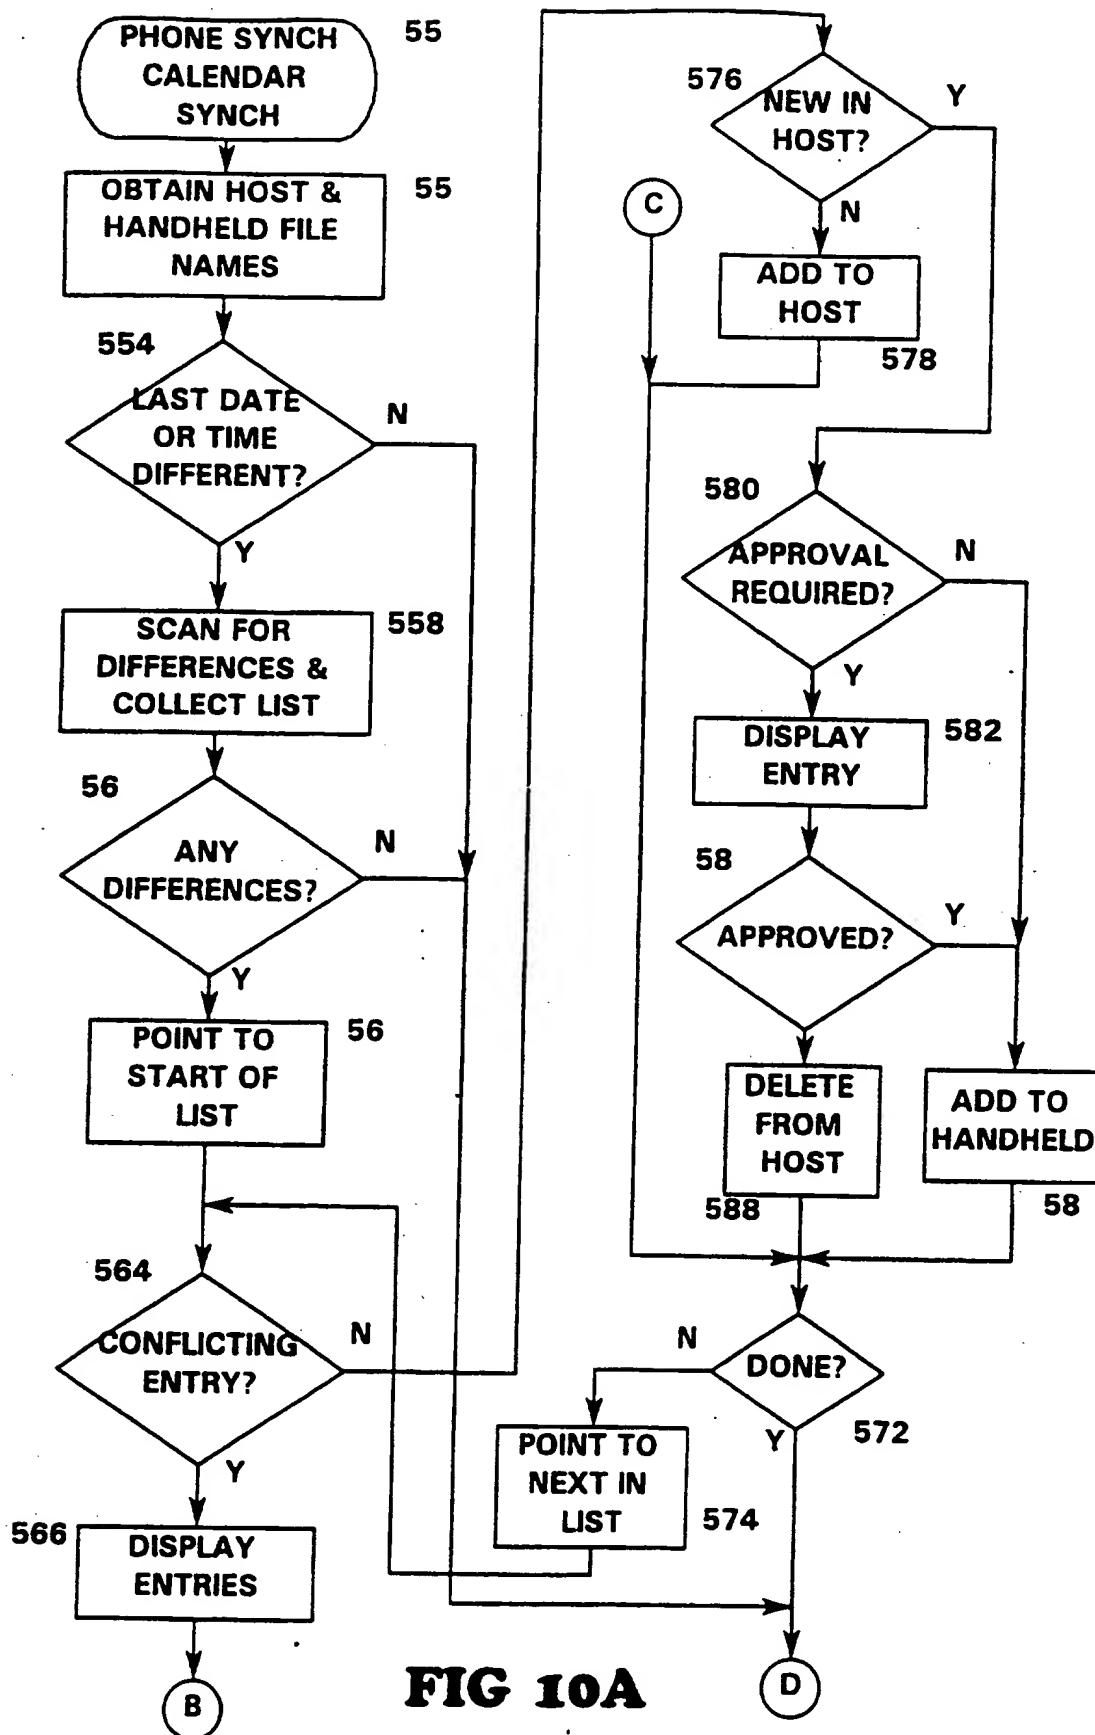 PHONE SYNCH
CALENDAR
SYNCH
55
OBTAIN HOST &
HANDHELD FILE
NAMES
55
554
LAST DATE
OR TIME
DIFFERENT?
N
Y
SCAN FOR
DIFFERENCES &
COLLECT LIST
558
56
ANY
DIFFERENCES?
N
Y
POINT TO
START OF
LIST
56
564
CONFLICTING
ENTRY?
N
Y
566
DISPLAY
ENTRIES
B
576
NEW IN
HOST?
Y
N
C
ADD TO
HOST
578
580
APPROVAL
REQUIRED?
N
Y
DISPLAY
ENTRY
582
58
APPROVED?
Y
DELETE
FROM
HOST
588
ADD TO
HANDHELD
58
DONE?
N
Y
572
POINT TO
NEXT IN
LIST
574
D
FIG 10A